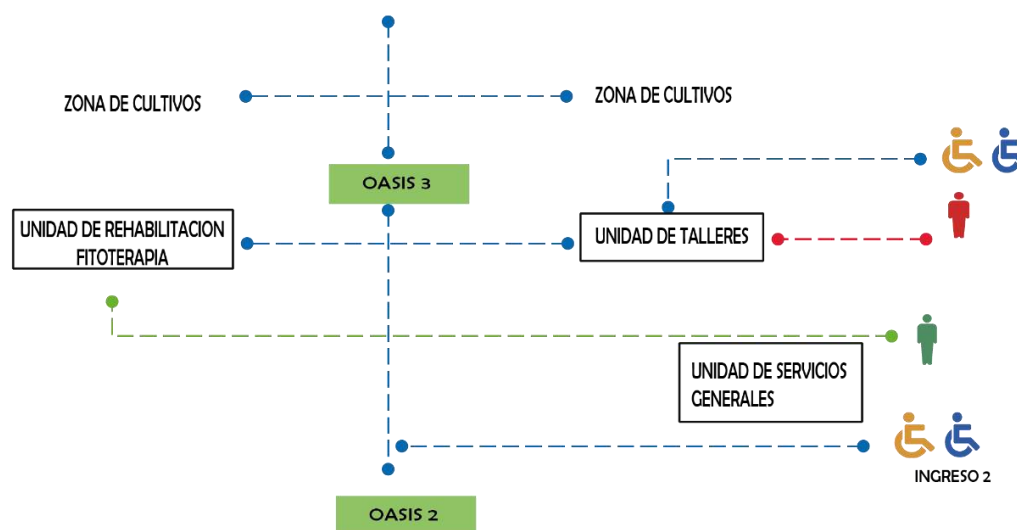 ZONA DE CULTIVOS
ZONA DE CULTIVOS
OASIS 3
UNIDAD DE REHABILITACION
FITOTERAPIA
UNIDAD DE TALLERES
UNIDAD DE SERVICIOS
GENERALES
INGRESO 2
OASIS 2